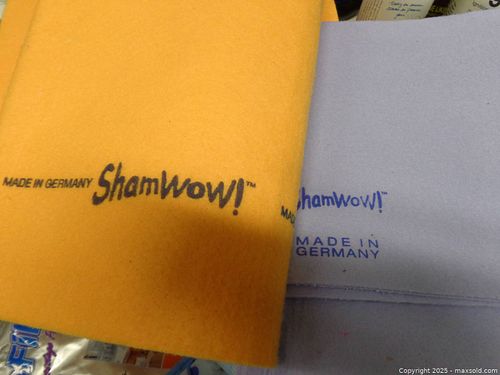 MADE IN GERMANY ShamWow!™
ShamWow!™
MADE IN
GERMANY
Copyright © 2025 - maxsold.com